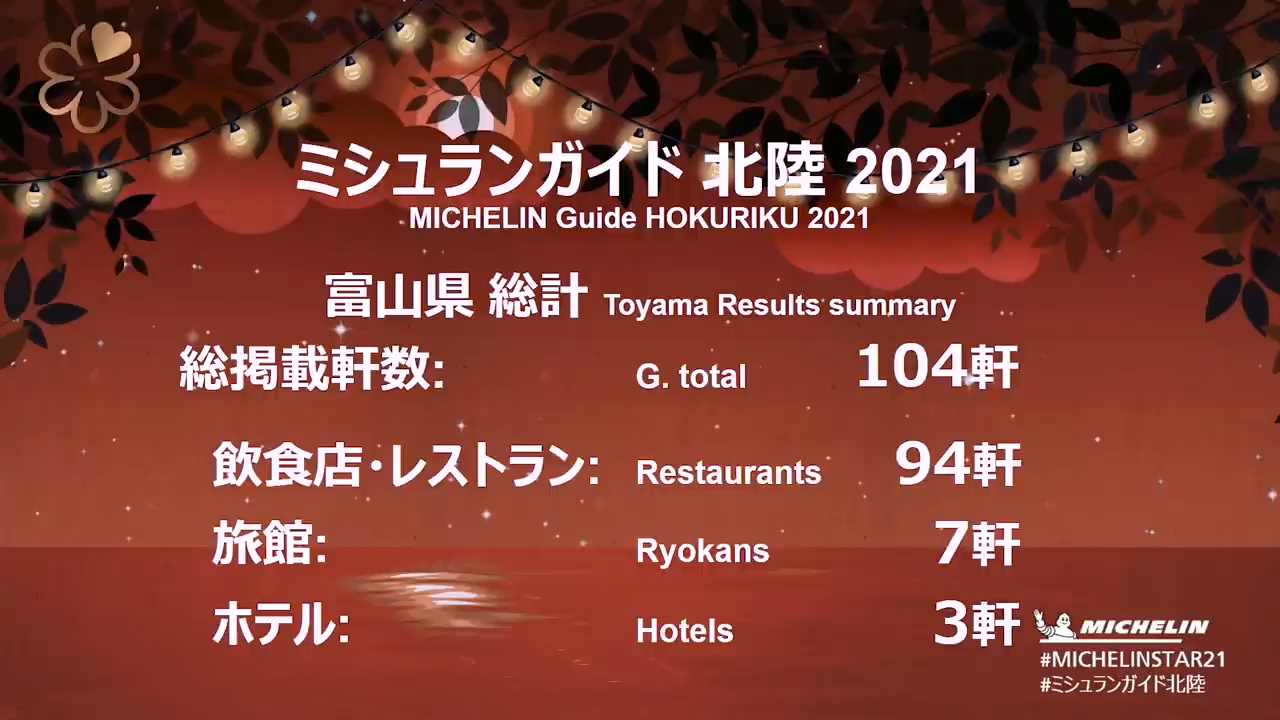 ミシュランガイド 北陸 2021
MICHELIN Guide HOKURIKU 2021
富山県 総計 Toyama Results summary
総掲載軒数: G. total 104軒
飲食店・レストラン: Restaurants 94軒
旅館: Ryokans 7軒
ホテル: Hotels 3軒
MICHELIN
#MICHELINSTAR21
#ミシュランガイド北陸